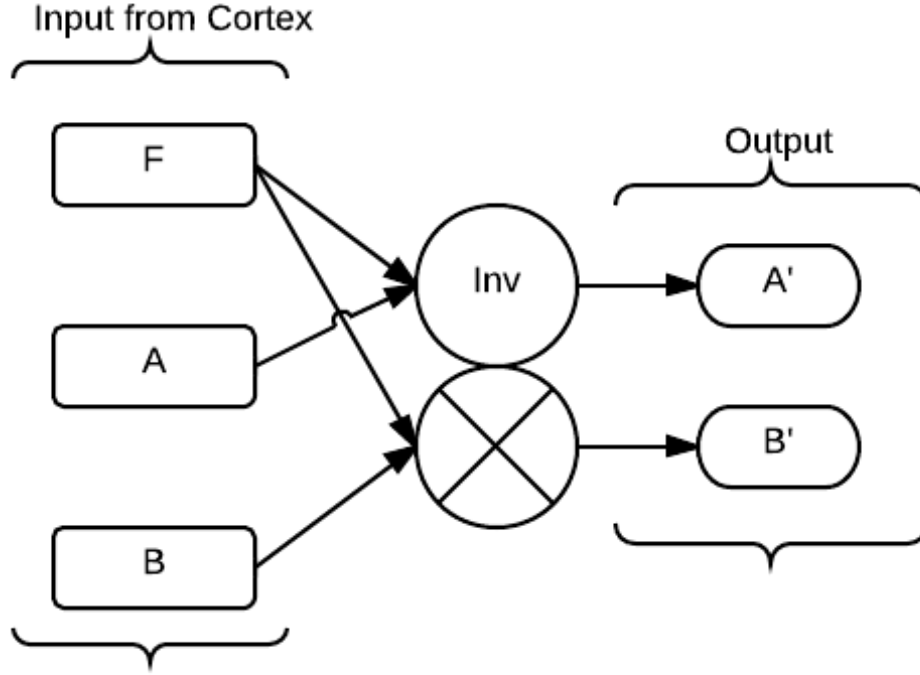 Input from Cortex
F
Output
Inv
A'
A
B'
B